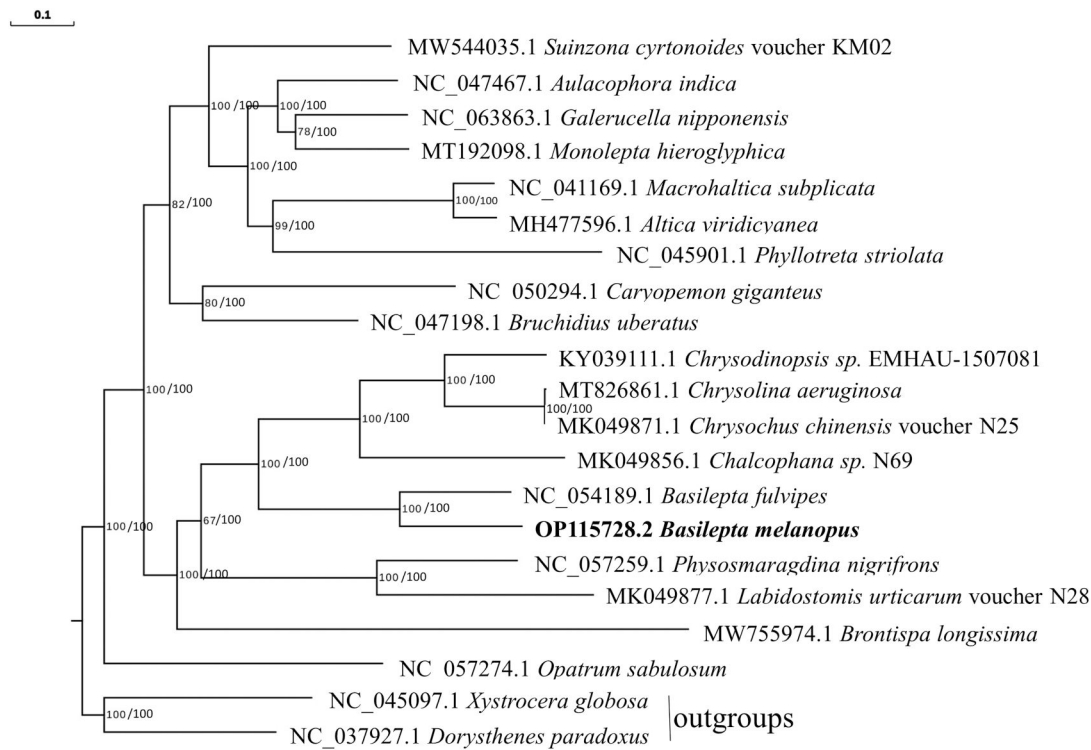 0.1
MW544035.1 Suinzona cyrtonoides voucher KM02
NC_047467.1 Aulacophora indica
100/100
100/100
NC_063863.1 Galerucella nipponensis
78/100
MT192098.1 Monolepta hieroglyphica
100/100
NC_041169.1 Macrohaltica subplicata
100/100
82/100
MH477596.1 Altica viridicyanea
99/100
NC_045901.1 Phyllotreta striolata
NC 050294.1 Caryopemon giganteus
80/100
NC_047198.1 Bruchidius uberatus
KY039111.1 Chrysodinopsis sp. EMHAU-1507081
100/100
100/100
MT826861.1 Chrysolina aeruginosa
100/100
100/100
MK049871.1 Chrysochus chinensis voucher N25
MK049856.1 Chalcophana sp. N69
100/100
NC_054189.1 Basilepta fulvipes
100/100
67/100
100/100
OP115728.2 Basilepta melanopus
NC_057259.1 Physosmaragdina nigrifrons
100/100
100/100
MK049877.1 Labidostomis urticarum voucher N28
MW755974.1 Brontispa longissima
NC 057274.1 Opatrum sabulosum
NC_045097.1 Xystrocera globosa
100/100
outgroups
NC_037927.1 Dorysthenes paradoxus